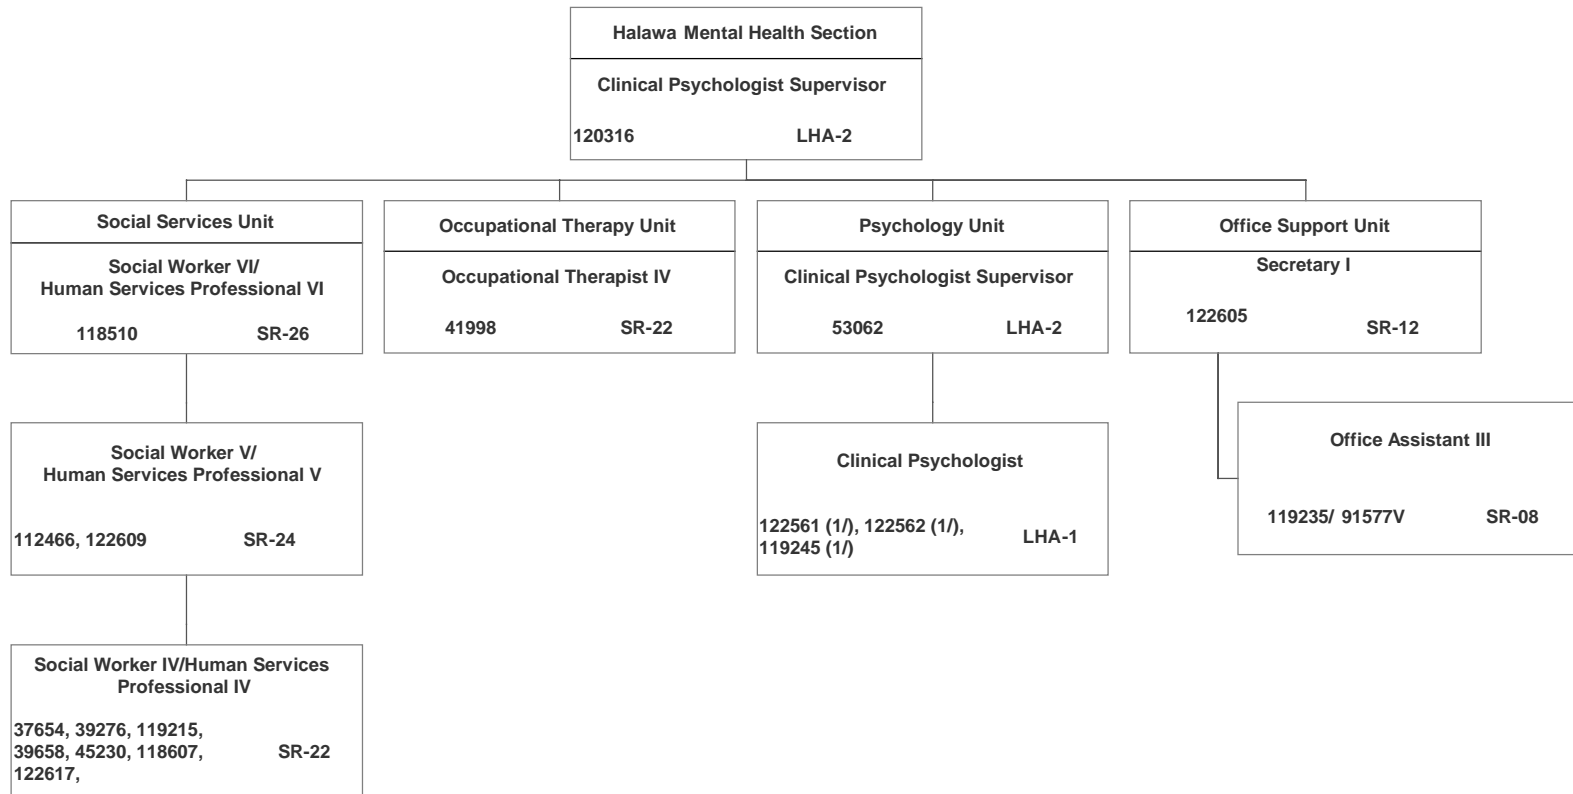 Halawa Mental Health Section
Clinical Psychologist Supervisor
120316 LHA-2
Social Services Unit
Social Worker VI/
Human Services Professional VI
118510 SR-26
Occupational Therapy Unit
Occupational Therapist IV
41998 SR-22
Psychology Unit
Clinical Psychologist Supervisor
53062 LHA-2
Office Support Unit
Secretary I
122605 SR-12
Social Worker V/
Human Services Professional V
112466, 122609 SR-24
Clinical Psychologist
122561 (1/), 122562 (1/),
119245 (1/) LHA-1
Office Assistant III
119235/ 91577V SR-08
Social Worker IV/Human Services
Professional IV
37654, 39276, 119215,
39658, 45230, 118607, SR-22
122617,